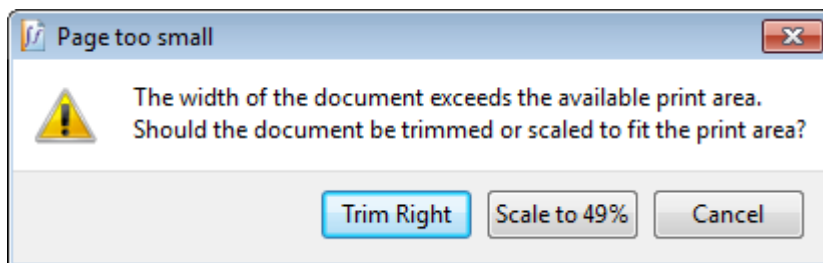 Page too small
The width of the document exceeds the available print area.
Should the document be trimmed or scaled to fit the print area?
Trim Right
Scale to 49%
Cancel